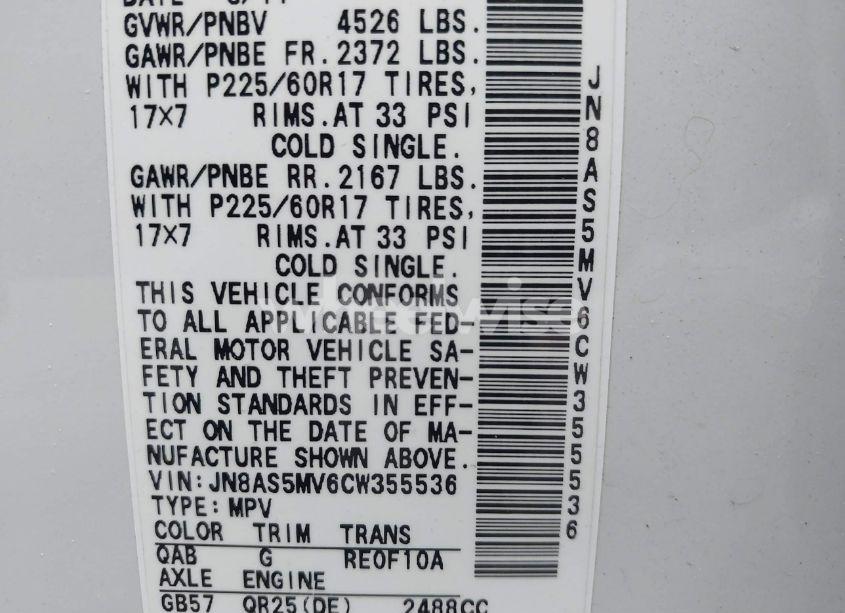 GVWR/PNBV 4526 LBS.
GAWR/PNBE FR.2372 LBS.
WITH P225/60R17 TIRES,
17X7 RIMS.AT 33 PSI
COLD SINGLE.
GAWR/PNBE RR.2167 LBS.
WITH P225/60R17 TIRES,
17X7 RIMS.AT 33 PSI
COLD SINGLE.
THIS VEHICLE CONFORMS
TO ALL APPLICABLE FED-
ERAL MOTOR VEHICLE SA-
FETY AND THEFT PREVEN-
TION STANDARDS IN EFF-
ECT ON THE DATE OF MA-
NUFACTURE SHOWN ABOVE.
VIN:JN8AS5MV6CW355536
TYPE:MPV
COLOR TRIM TRANS
QAB G RE0F10A
AXLE ENGINE
GB57 QR25(DE) 2488CC
JN8AS5MV6CW355536